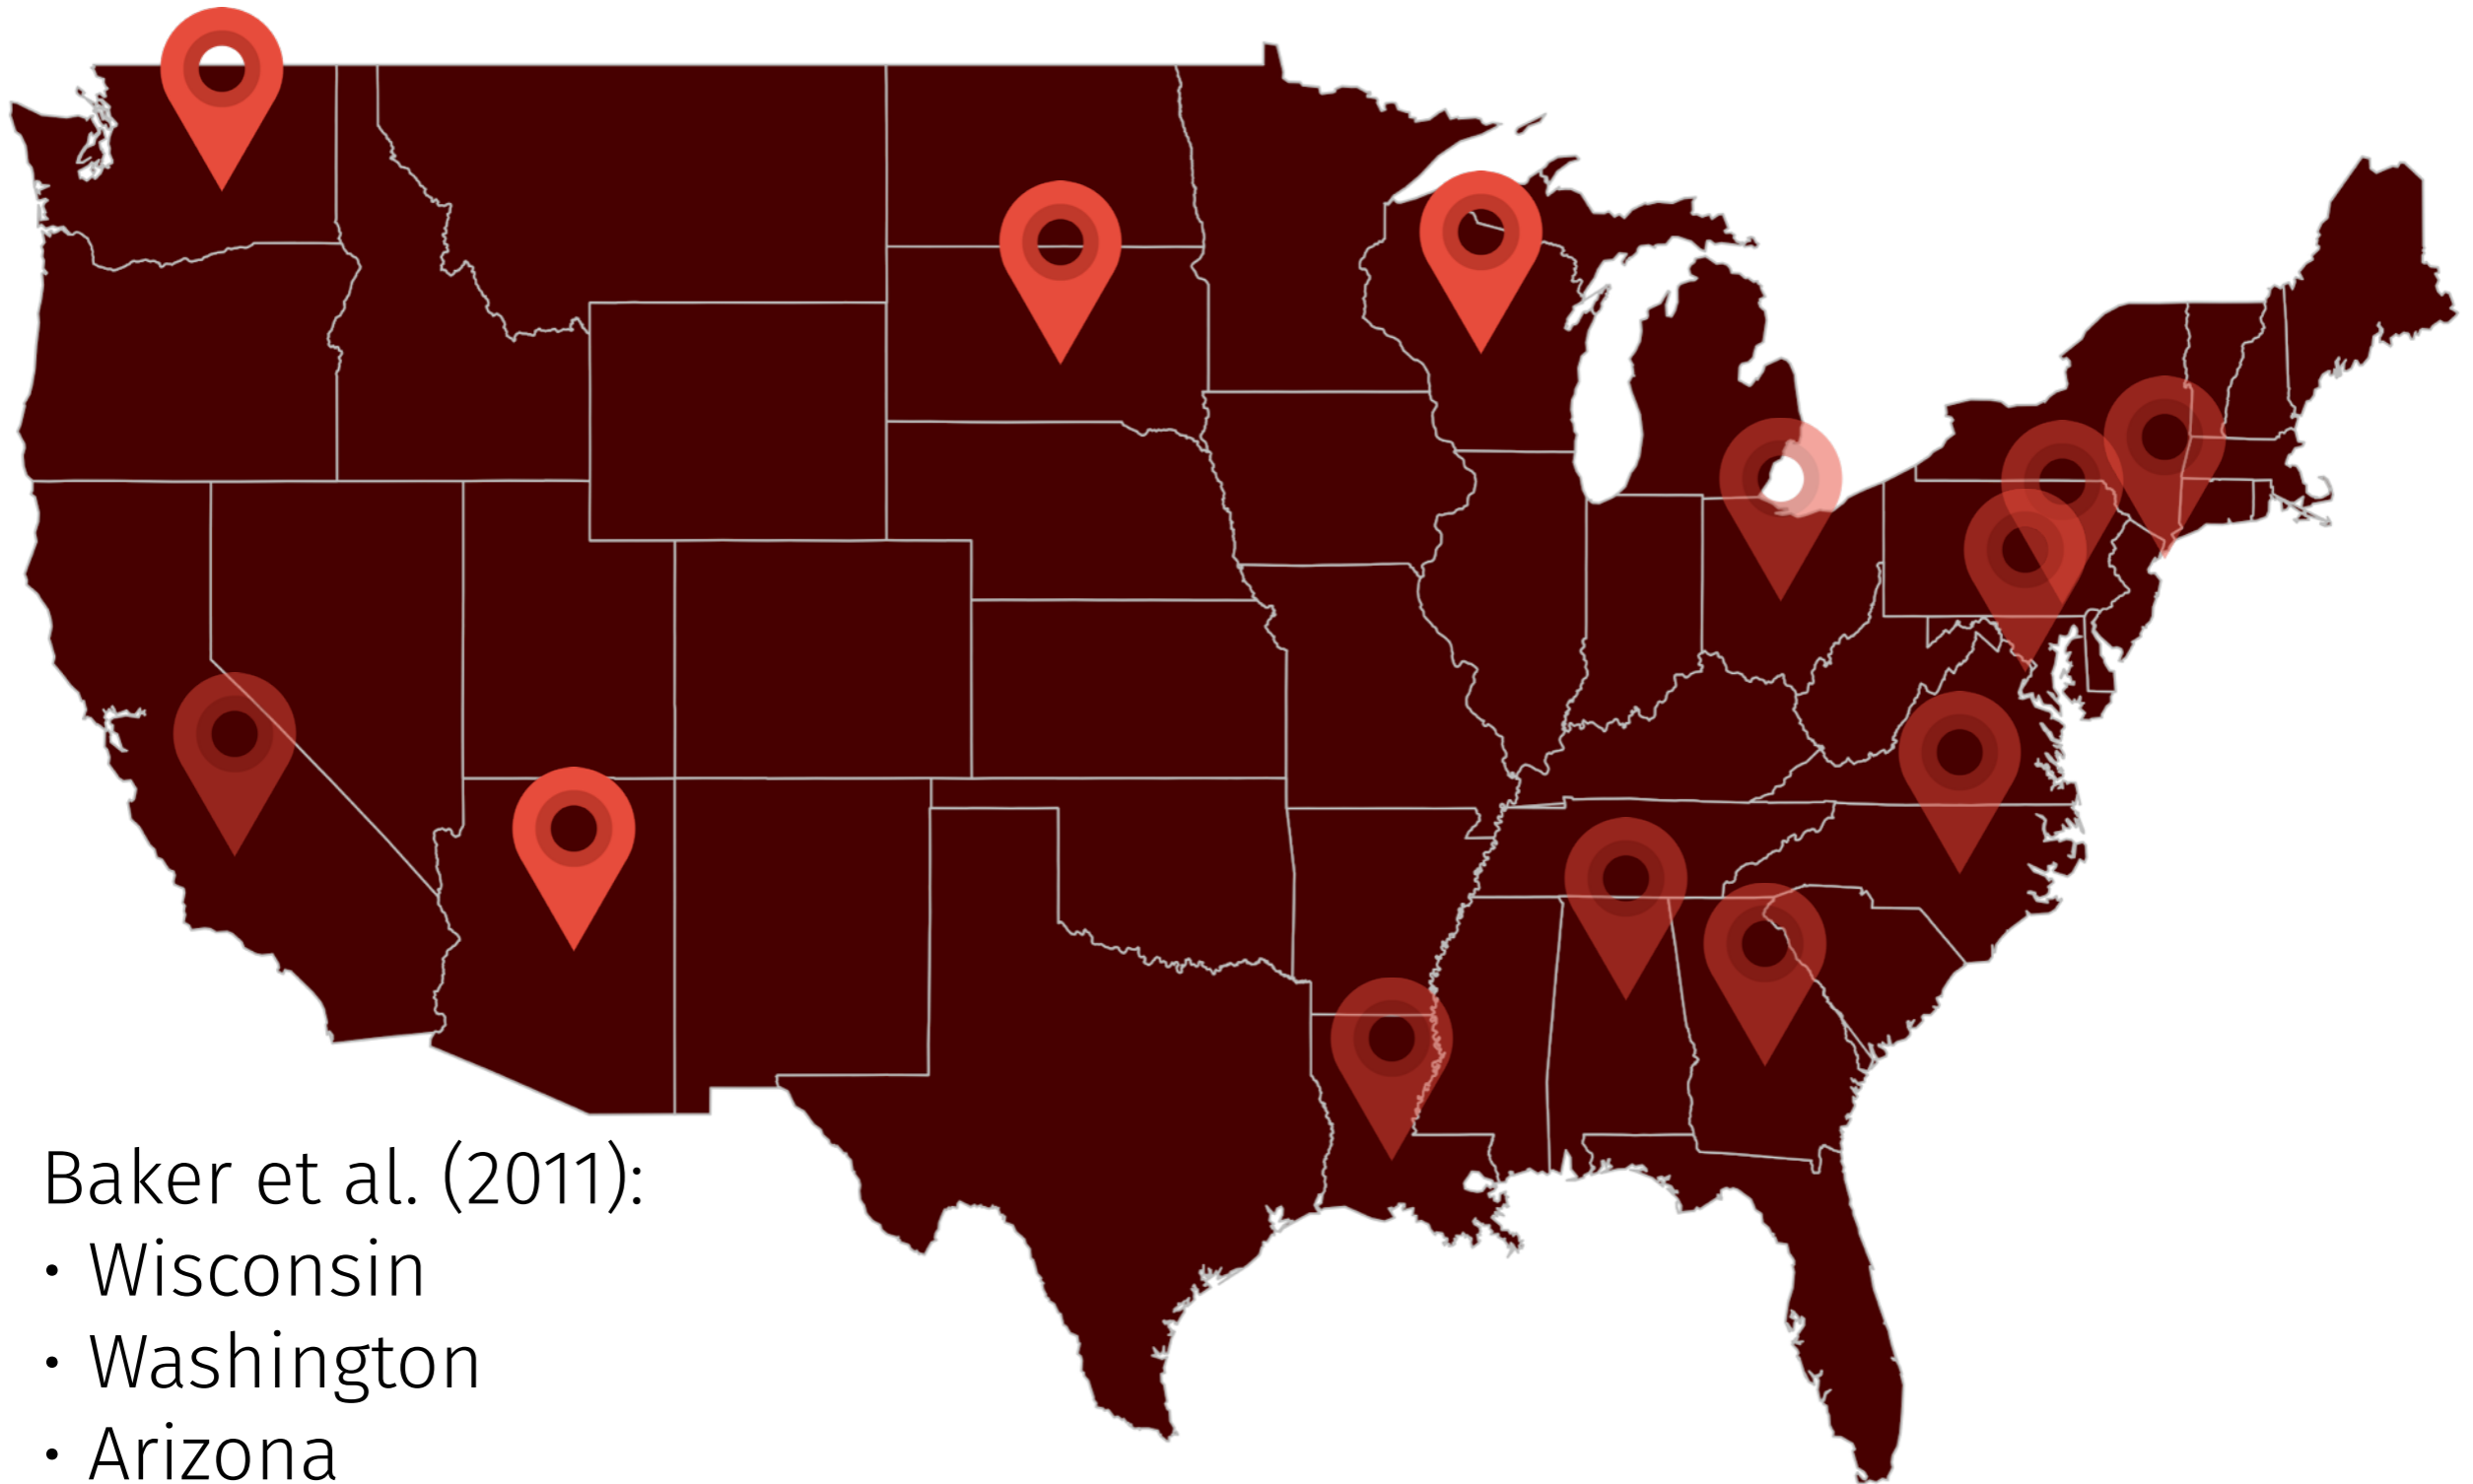 Baker et al. (2011):
• Wisconsin
• Washington
• Arizona